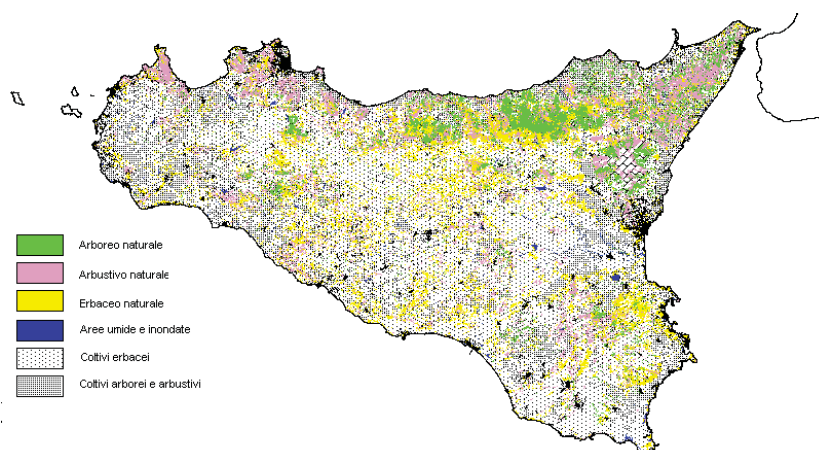 Arboreo naturale
Arbustivo naturale
Erbaceo naturale
Aree umide e inondate
Coltivi erbacei
Coltivi arborei e arbustivi